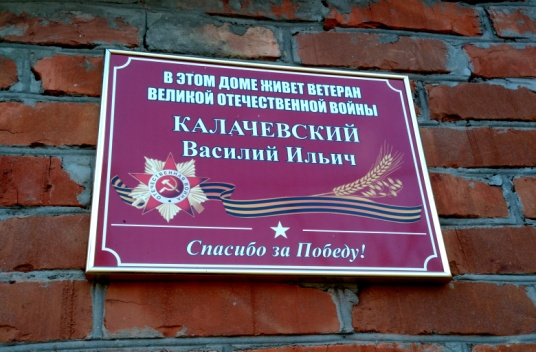 В ЭТОМ ДОМЕ ЖИВЕТ ВЕТЕРАН
ВЕЛИКОЙ ОТЕЧЕСТВЕННОЙ ВОЙНЫ
КАЛАЧЕВСКИЙ
Василий Ильич
Спасибо за Победу!